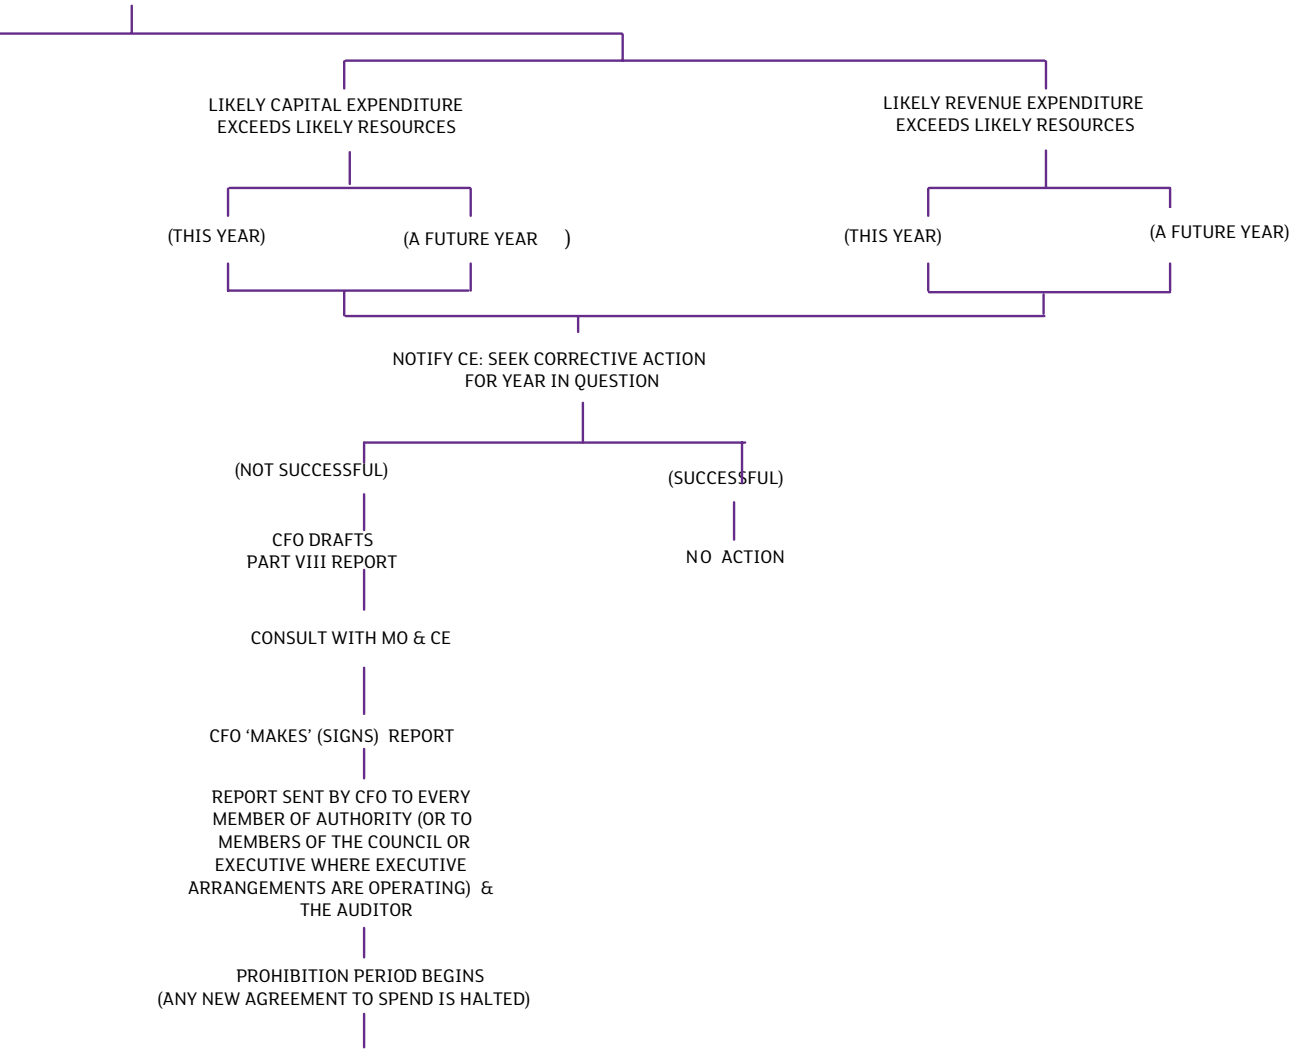 LIKELY CAPITAL EXPENDITURE
EXCEEDS LIKELY RESOURCES
LIKELY REVENUE EXPENDITURE
EXCEEDS LIKELY RESOURCES
(THIS YEAR)
(A FUTURE YEAR )
(THIS YEAR)
(A FUTURE YEAR)
NOTIFY CE: SEEK CORRECTIVE ACTION
FOR YEAR IN QUESTION
(NOT SUCCESSFUL)
(SUCCESSFUL)
CFO DRAFTS
PART VIII REPORT
NO ACTION
CONSULT WITH MO & CE
CFO ‘MAKES’ (SIGNS) REPORT
REPORT SENT BY CFO TO EVERY
MEMBER OF AUTHORITY (OR TO
MEMBERS OF THE COUNCIL OR
EXECUTIVE WHERE EXECUTIVE
ARRANGEMENTS ARE OPERATING) &
THE AUDITOR
PROHIBITION PERIOD BEGINS
(ANY NEW AGREEMENT TO SPEND IS HALTED)